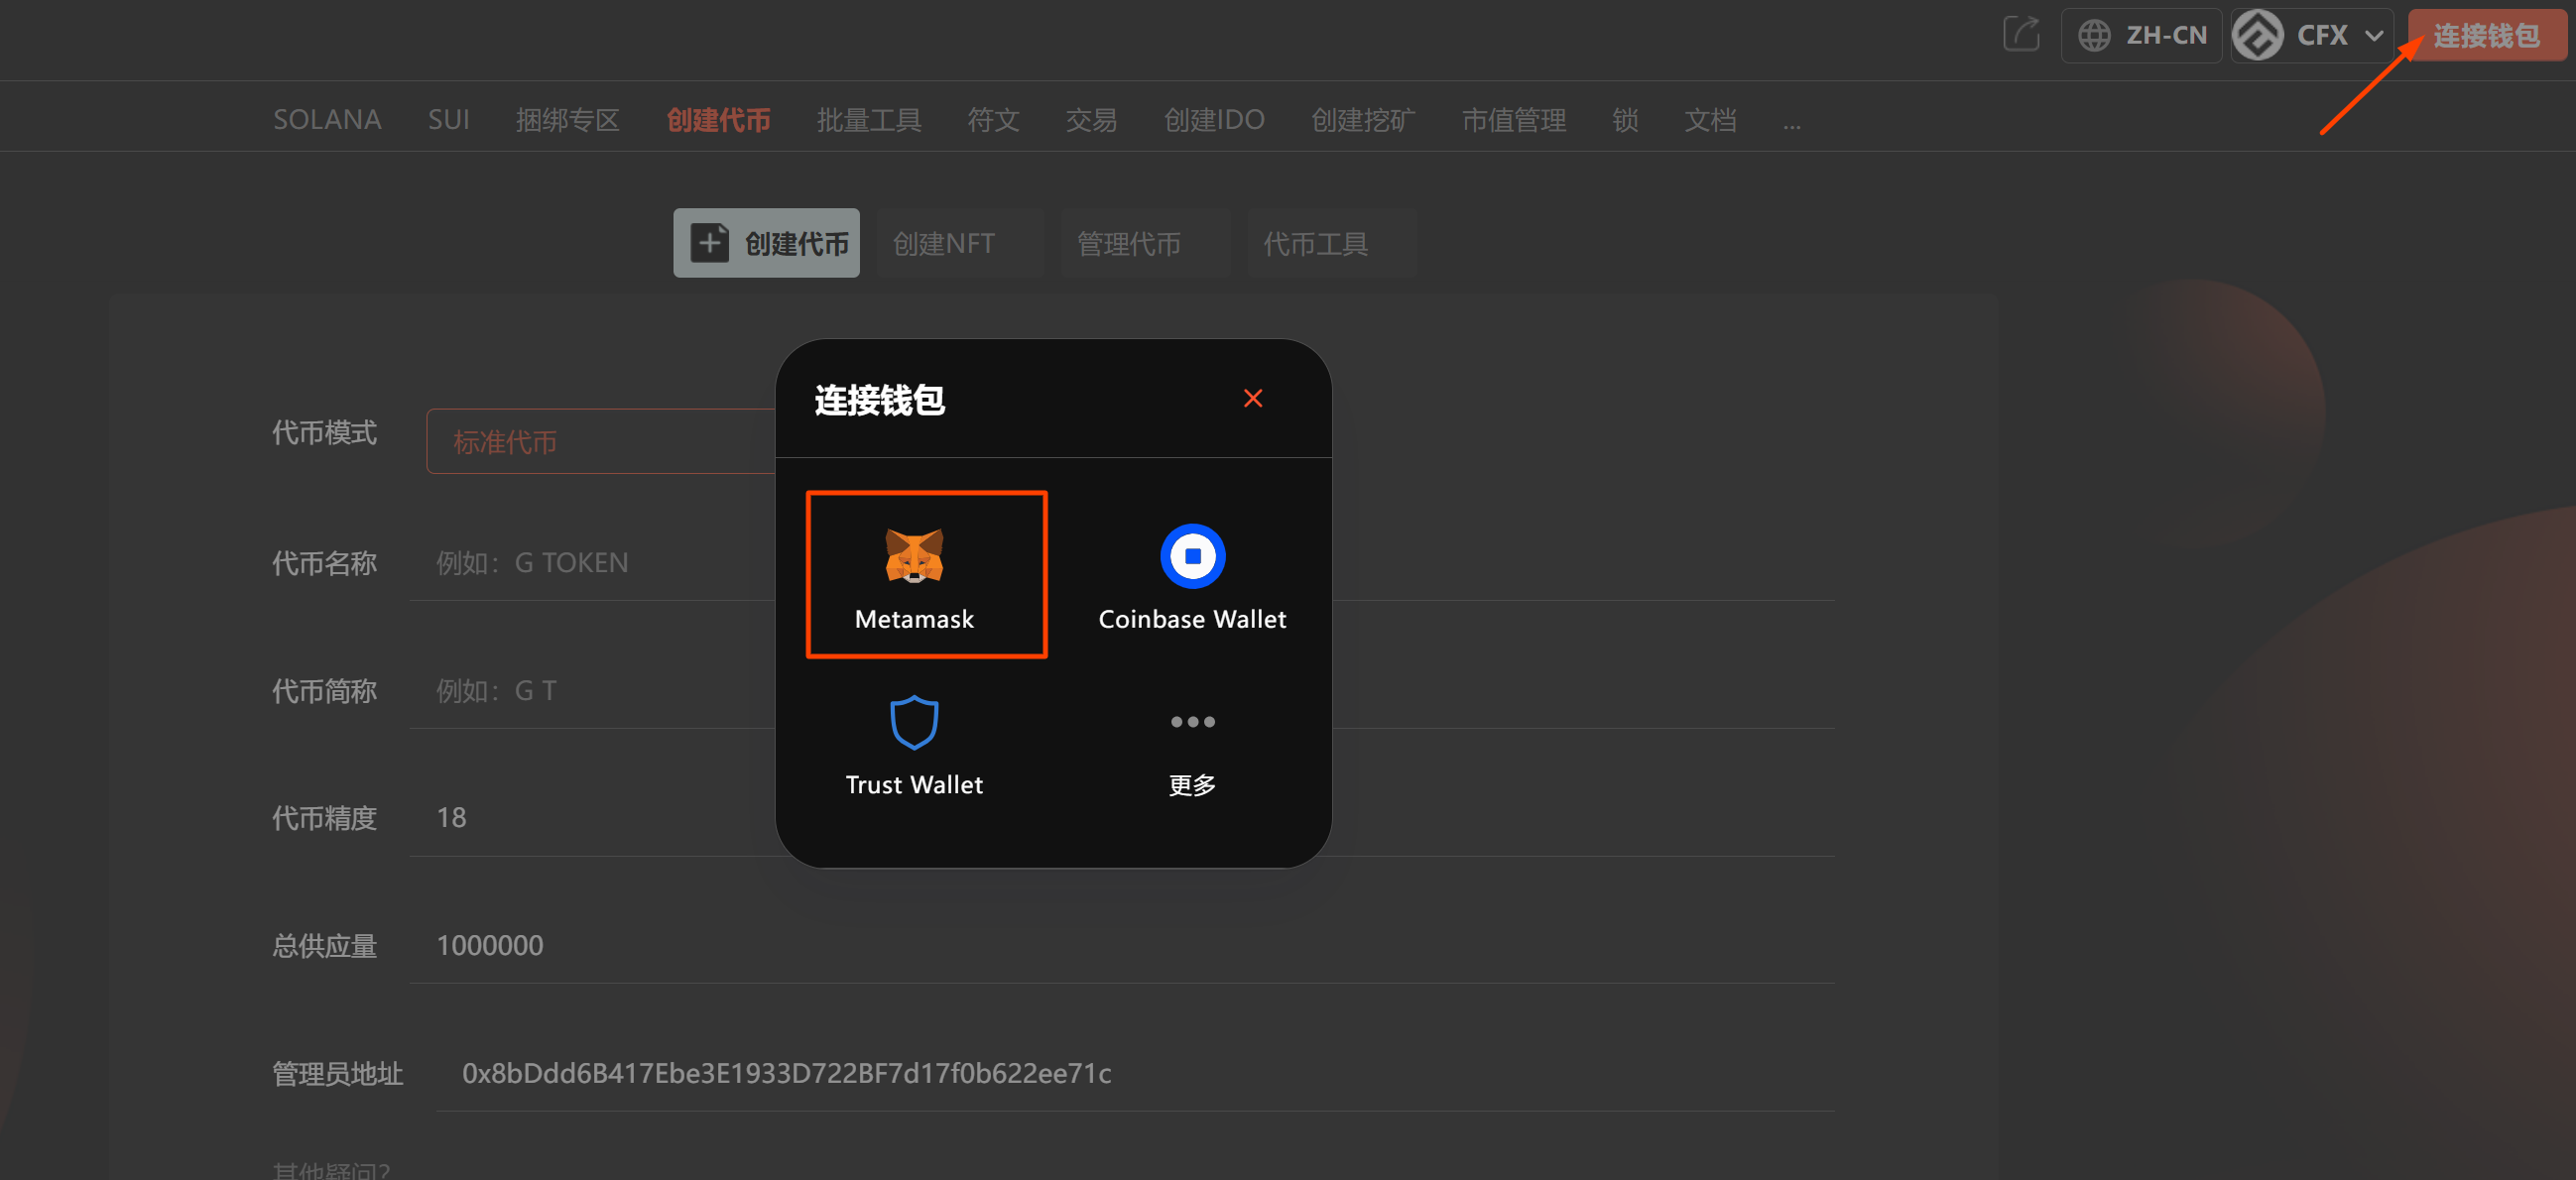 ZH-CN
CFX
连接钱包
SOLANA
SUI
捆绑专区
创建代币
批量工具
符文
交易
创建IDO
创建挖矿
市值管理
锁
文档
...
创建代币
创建NFT
管理代币
代币工具
连接钱包
Metamask
Coinbase Wallet
Trust Wallet
更多
代币模式
标准代币
代币名称
例如：G TOKEN
代币简称
例如：G T
代币精度
18
总供应量
1000000
管理员地址
0x8bDdd6B417Ebe3E1933D722BF7d17f0b622ee71c
其他疑问?